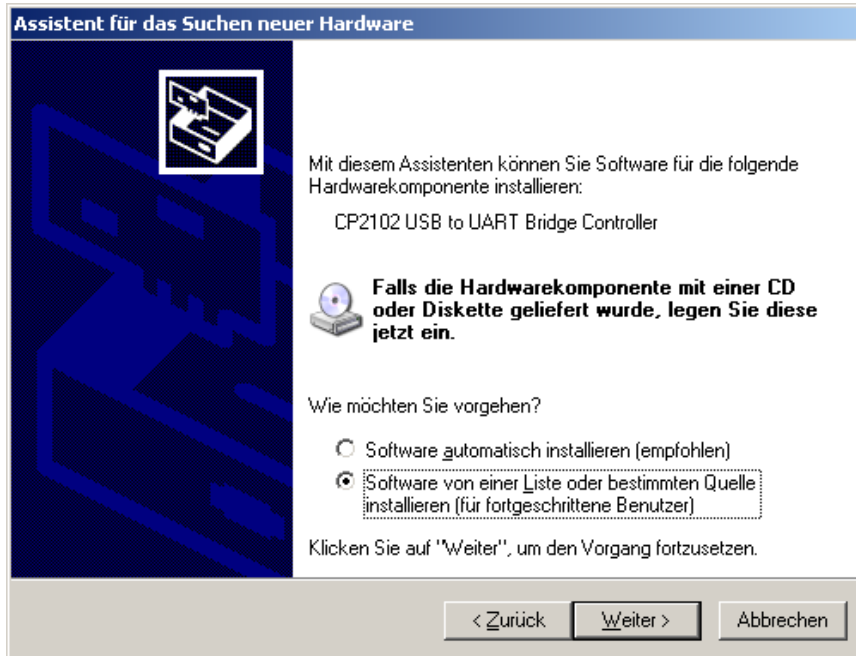 Assistent für das Suchen neuer Hardware
Mit diesem Assistenten können Sie Software für die folgende
Hardwarekomponente installieren:
CP2102 USB to UART Bridge Controller
Falls die Hardwarekomponente mit einer CD
oder Diskette geliefert wurde, legen Sie diese
jetzt ein.
Wie möchten Sie vorgehen?
Software automatisch installieren (empfohlen)
Software von einer Liste oder bestimmten Quelle
installieren (für fortgeschrittene Benutzer)
Klicken Sie auf "Weiter", um den Vorgang fortzusetzen.
< Zurück Weiter > Abbrechen